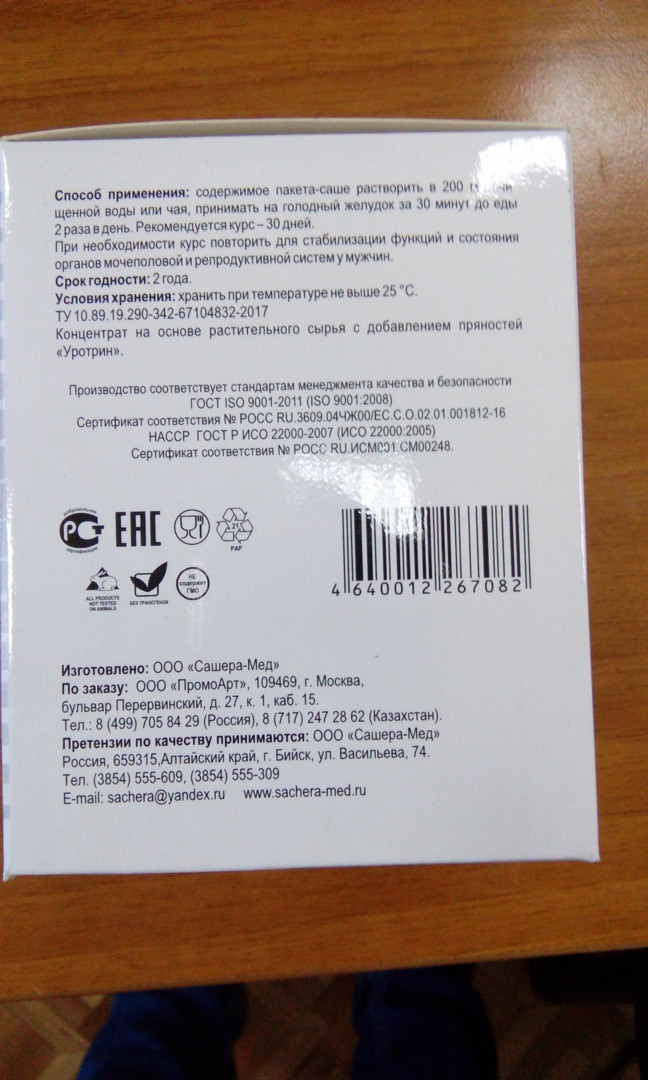 Способ применения: содержимое пакета-саше растворить в 200
щенной воды или чая, принимать на голодный желудок за 30 минут до еды
2 раза в день. Рекомендуется курс – 30 дней.
При необходимости курс повторить для стабилизации функций и состояния
органов мочеполовой и репродуктивной систем у мужчин.
Срок годности: 2 года.
Условия хранения: хранить при температуре не выше 25 °С.
ТУ 10.89.19.290-342-67104832-2017
Концентрат на основе растительного сырья с добавлением пряностей
«Уротрин».
Производство соответствует стандартам менеджмента качества и безопасности
ГОСТ ISO 9001-2011 (ISO 9001:2008)
Сертификат соответствия № РОСС RU.3609.04ЧЖ00/ЕС.С.О.02.01.001812-16
НАССР ГОСТ Р ИСО 22000-2007 (ИСО 22000:2005)
Сертификат соответствия № РОСС RU.ИСМ001.СМ00248.
добровольная
РСТ
сертификации
ЕАС
21
PAP
ALL PRODUCTS
NOT TESTED
ON ANIMALS
БЕЗ ТРАНСГЕНОВ
НЕ
содержит
ГМО
4 640012 267082
Изготовлено: ООО «Сашера-Мед»
По заказу: ООО «ПромоАрт», 109469, г. Москва,
бульвар Перервинский, д. 27, к. 1, каб. 15.
Тел.: 8 (499) 705 84 29 (Россия), 8 (717) 247 28 62 (Казахстан).
Претензии по качеству принимаются: ООО «Сашера-Мед»
Россия, 659315,Алтайский край, г. Бийск, ул. Васильева, 74.
Тел. (3854) 555-609, (3854) 555-309
E-mail: sachera@yandex.ru www.sachera-med.ru